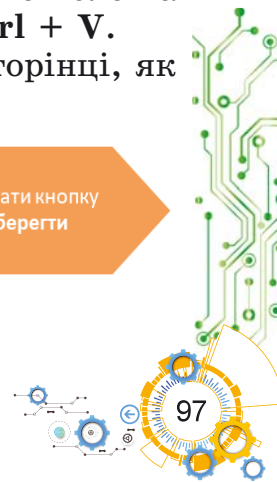 rl + V.
торінці, як
ати кнопку
берегти
97